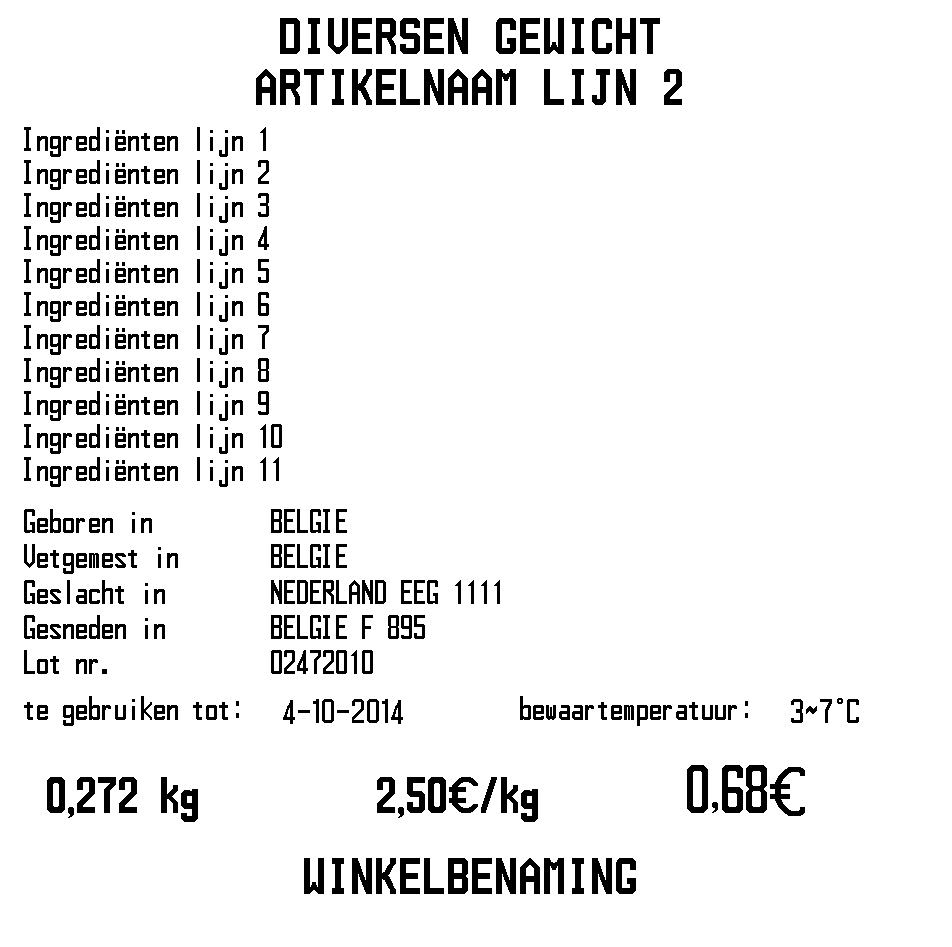 DIVERSEN GEWICHT
ARTIKELNAAM LIJN 2
Ingrediënten lijn 1
Ingrediënten lijn 2
Ingrediënten lijn 3
Ingrediënten lijn 4
Ingrediënten lijn 5
Ingrediënten lijn 6
Ingrediënten lijn 7
Ingrediënten lijn 8
Ingrediënten lijn 9
Ingrediënten lijn 10
Ingrediënten lijn 11
Geboren in BELGIE
Vetgemest in BELGIE
Geslacht in NEDERLAND EEG 1111
Gesneden in BELGIE F 895
Lot nr. 02472010
te gebruiken tot: 4-10-2014 bewaartemperatuur: 3~7°C
0,272 kg 2,50€/kg 0,68€
WINKELBENAMING